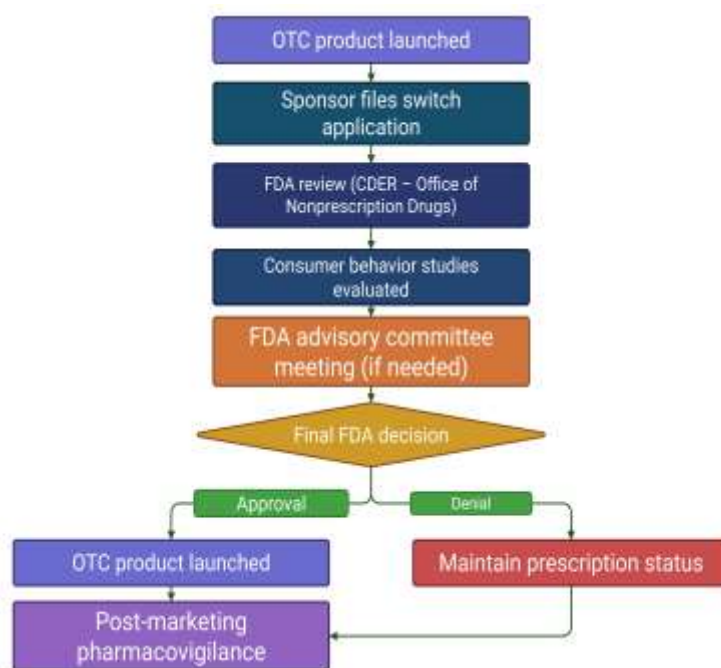 OTC product launched
Sponsor files switch
application
FDA review (CDER – Office of
Nonprescription Drugs)
Consumer behavior studies
evaluated
FDA advisory committee
meeting (if needed)
Final FDA decision
Approval
Denial
OTC product launched
Maintain prescription status
Post-marketing
pharmacovigilance